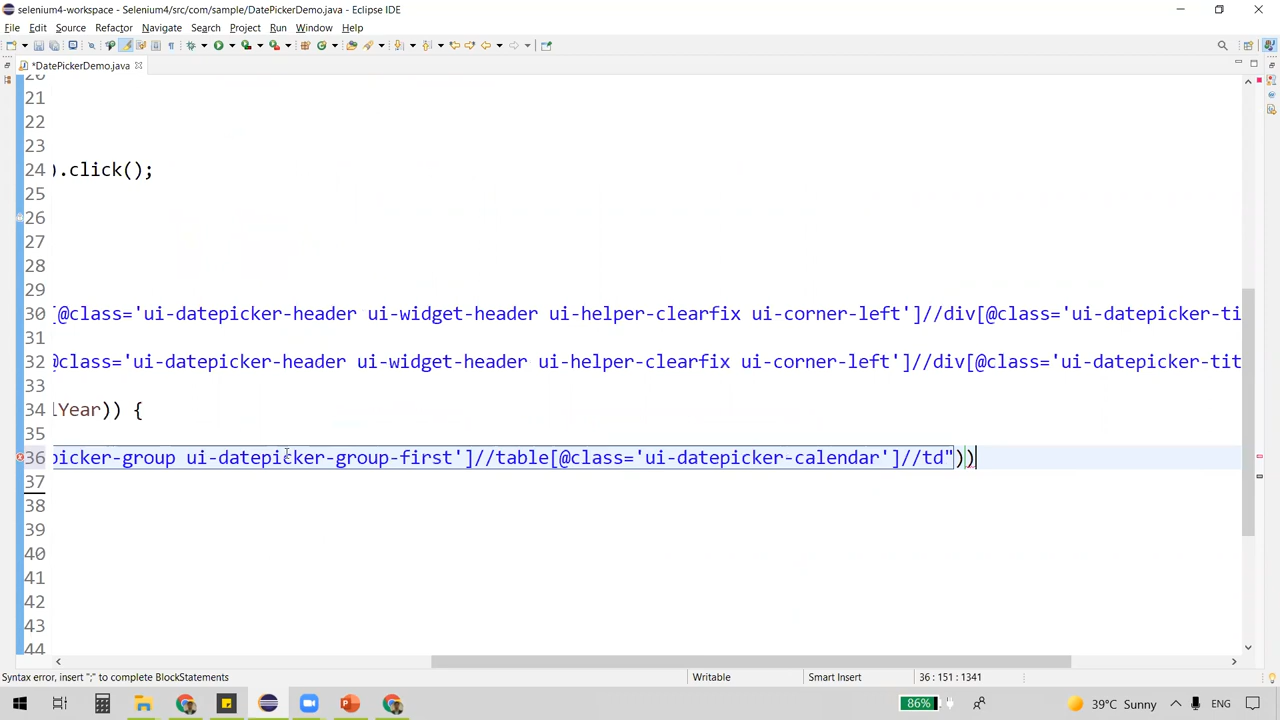 selenium4-workspace - Selenium4/src/com/sample/DatePickerDemo.java - Eclipse IDE
File Edit Source Refactor Navigate Search Project Run Window Help
*DatePickerDemo.java
20
21
22
23
24 ).click();
25
26
27
28
29
30 [@class='ui-datepicker-header ui-widget-header ui-helper-clearfix ui-corner-left']//div[@class='ui-datepicker-ti
31
32 @class='ui-datepicker-header ui-widget-header ui-helper-clearfix ui-corner-left']//div[@class='ui-datepicker-tit
33
34 lYear)) {
35
36 picker-group ui-datepicker-group-first']//table[@class='ui-datepicker-calendar']//td"))
37
38
39
40
41
42
43
44
Syntax error, insert ";" to complete BlockStatements Writable Smart Insert 36 : 151 : 1341
86% 39°C Sunny ENG